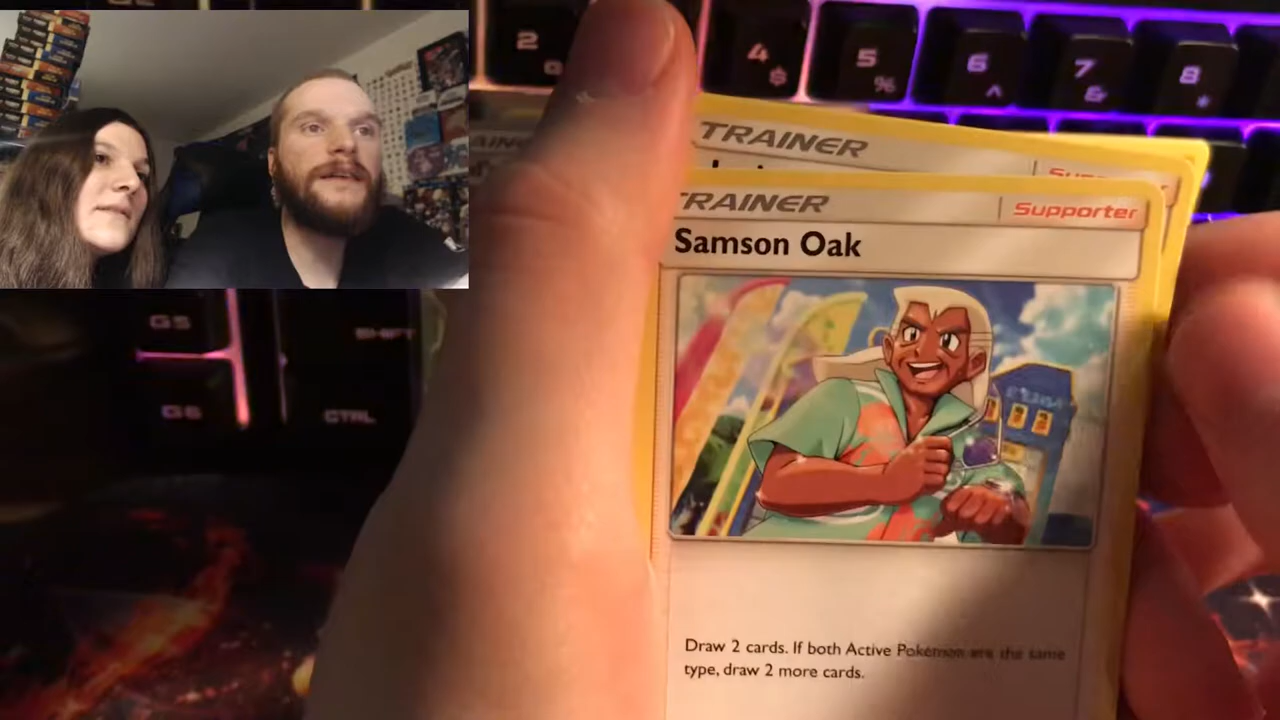 2
4 $
5 %
6 ^
7 &
8 *
TRAINER
TRAINER Supporter
Samson Oak
G5
SHIFT
G6
CTRL
Draw 2 cards. If both Active Pokémon are the same
type, draw 2 more cards.